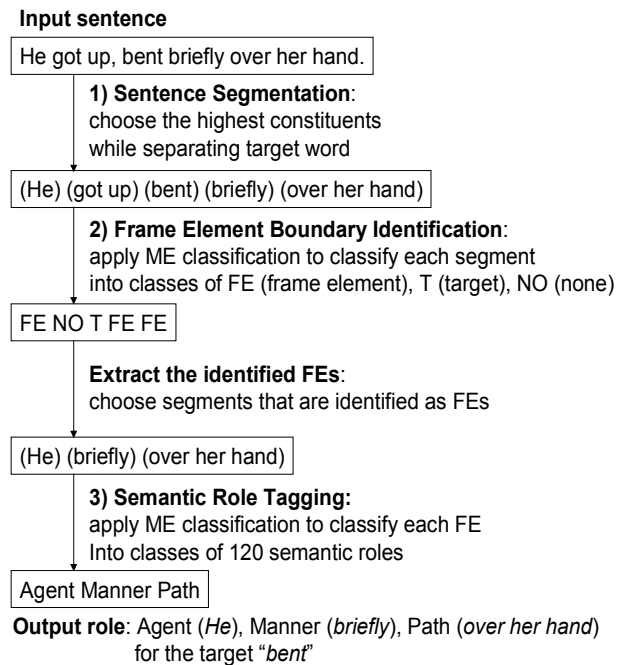 Input sentence
He got up, bent briefly over her hand.
1) Sentence Segmentation:
choose the highest constituents
while separating target word
(He) (got up) (bent) (briefly) (over her hand)
2) Frame Element Boundary Identification:
apply ME classification to classify each segment
into classes of FE (frame element), T (target), NO (none)
FE NO T FE FE
Extract the identified FEs:
choose segments that are identified as FEs
(He) (briefly) (over her hand)
3) Semantic Role Tagging:
apply ME classification to classify each FE
Into classes of 120 semantic roles
Agent Manner Path
Output role: Agent (He), Manner (briefly), Path (over her hand)
for the target “bent”